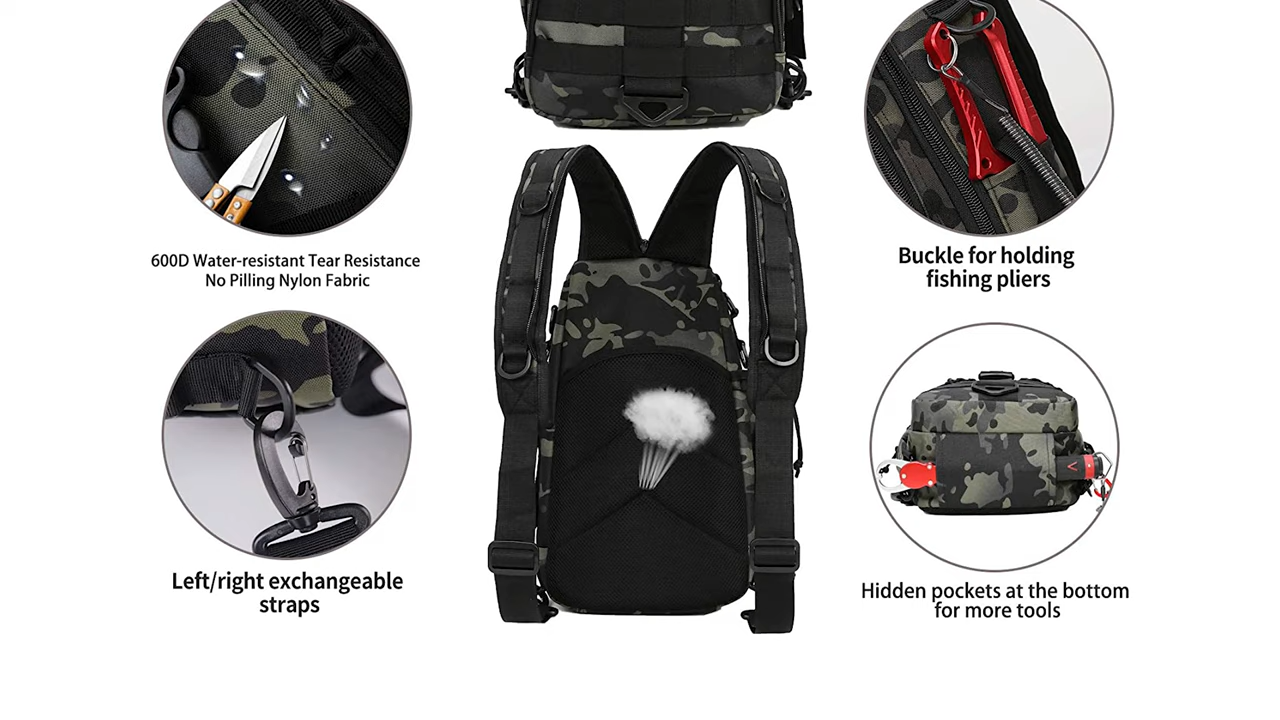 600D Water-resistant Tear Resistance
No Pilling Nylon Fabric
Buckle for holding
fishing pliers
Left/right exchangeable
straps
Hidden pockets at the bottom
for more tools